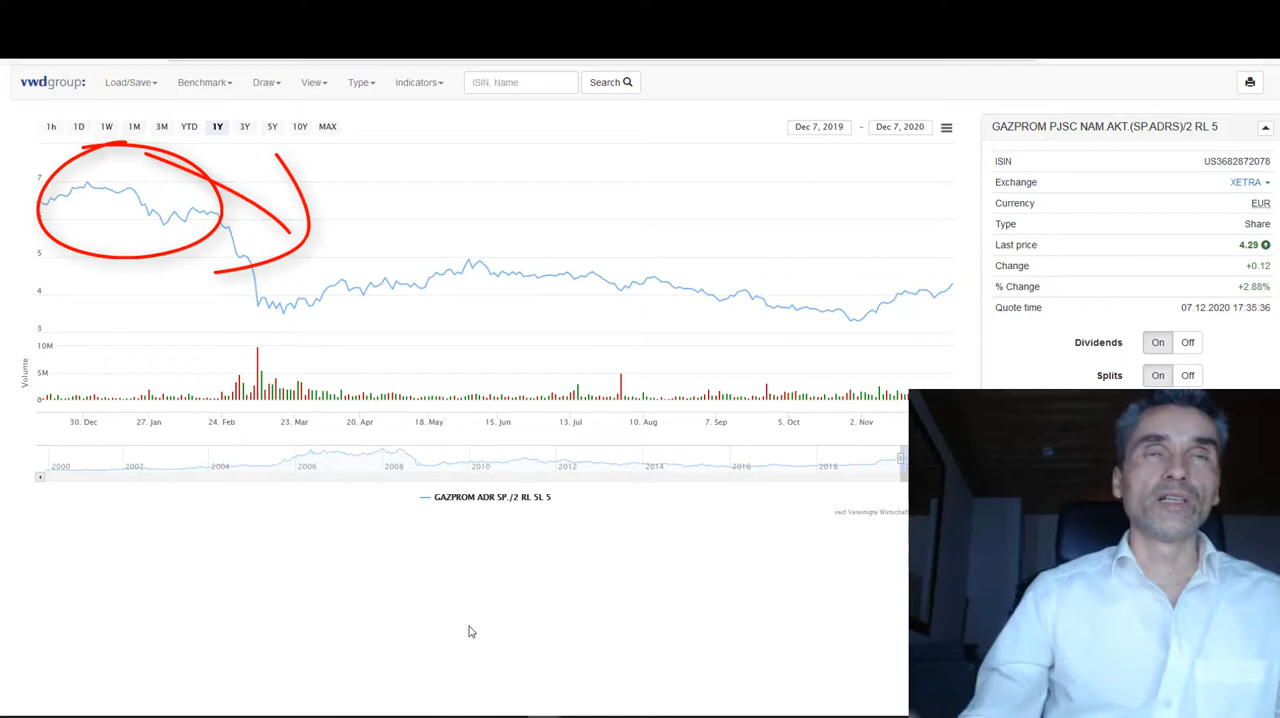 vwdgroup: Load/Save Benchmark Draw View Type Indicators ISIN, Name Search
1h 1D 1W 1M 3M YTD 1Y 3Y 5Y 10Y MAX Dec 7, 2019 – Dec 7, 2020
7
5
4
3
10M
5M
0
Volume
30. Dec 27. Jan 24. Feb 23. Mar 20. Apr 18. May 15. Jun 13. Jul 10. Aug 7. Sep 5. Oct 2. Nov
2000 2002 2004 2006 2008 2010 2012 2014 2016 2018
GAZPROM ADR SP./2 RL 5L 5
vwd Vereinigte Wirtschaf
GAZPROM PJSC NAM.AKT.(SP.ADRS)/2 RL 5
ISIN US3682872078
Exchange XETRA
Currency EUR
Type Share
Last price 4.29
Change +0.12
% Change +2.88%
Quote time 07.12.2020 17:35:36
Dividends On Off
Splits On Off